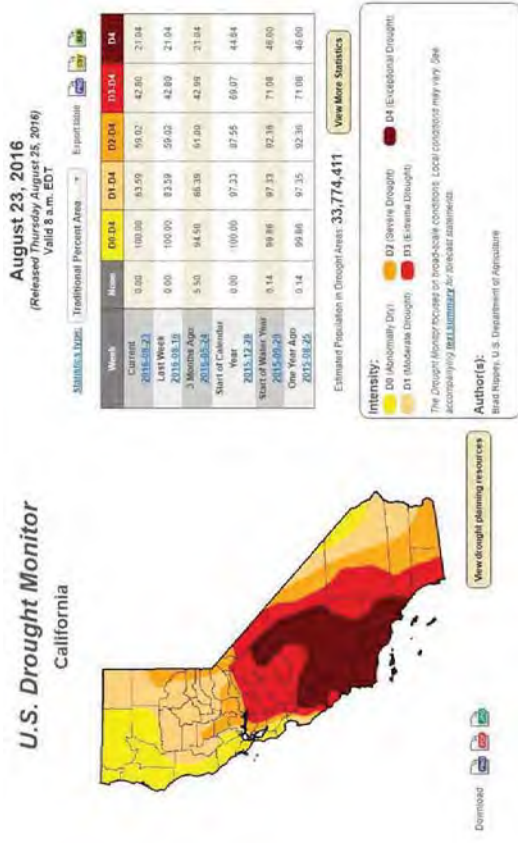 U.S. Drought Monitor
California
August 23, 2016
(Released Thursday August 25, 2016)
Valid 8 a.m. EDT
Statistics type: Traditional Percent Area Export table
Week None D0-D4 D1-D4 D2-D4 D3-D4 D4
Current
2016-08-23 0.00 100.00 83.59 59.02 42.80 21.04
Last Week
2016-08-16 0.00 100.00 83.59 59.02 42.80 21.04
3 Months Ago
2016-05-24 5.50 94.50 86.39 61.00 42.99 21.04
Start of Calendar
Year
2015-12-29 0.00 100.00 97.33 87.55 69.07 44.84
Start of Water Year
2015-09-29 0.14 99.86 97.33 92.36 71.08 46.00
One Year Ago
2015-08-25 0.14 99.86 97.35 92.36 71.08 46.00
Estimated Population in Drought Areas: 33,774,411
View More Statistics
Intensity:
D0 (Abnormally Dry) D2 (Severe Drought) D4 (Exceptional Drought)
D1 (Moderate Drought) D3 (Extreme Drought)
The Drought Monitor focuses on broad-scale conditions. Local conditions may vary. See
accompanying text summary for forecast statements.
Author(s):
Brad Rippey, U.S. Department of Agriculture
Download
View drought planning resources